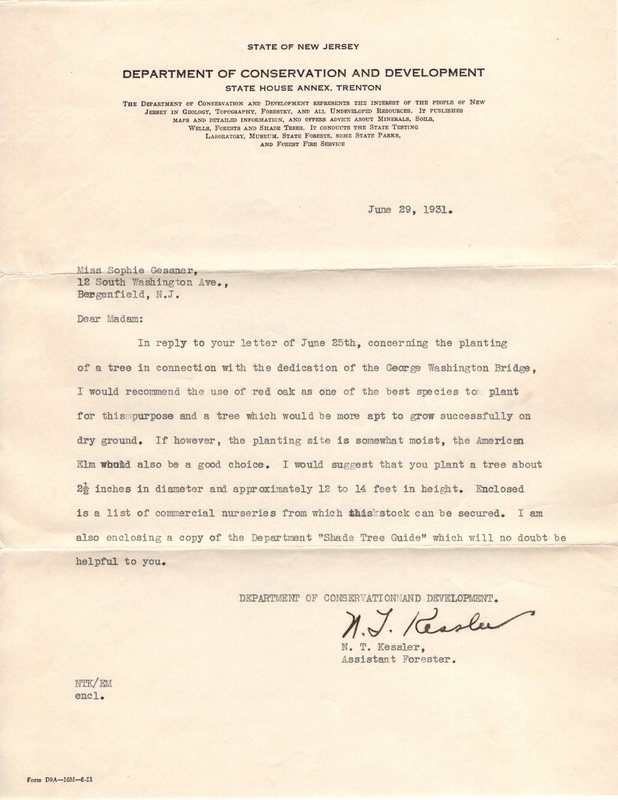 STATE OF NEW JERSEY
DEPARTMENT OF CONSERVATION AND DEVELOPMENT
STATE HOUSE ANNEX, TRENTON
THE DEPARTMENT OF CONSERVATION AND DEVELOPMENT REPRESENTS THE INTEREST OF THE PEOPLE OF NEW
JERSEY IN GEOLOGY, TOPOGRAPHY, FORESTRY, AND ALL UNDEVELOPED RESOURCES. IT PUBLISHES
MAPS AND DETAILED INFORMATION, AND OFFERS ADVICE ABOUT MINERALS, SOILS,
WELLS, FORESTS AND SHADE TREES. IT CONDUCTS THE STATE TESTING
LABORATORY, MUSEUM, STATE FORESTS, SOME STATE PARKS,
AND FOREST FIRE SERVICE
June 29, 1931.
Miss Sophie Gessner,
12 South Washington Ave.,
Bergenfield, N.J.
Dear Madam:
In reply to your letter of June 25th, concerning the planting
of a tree in connection with the dedication of the George Washington Bridge,
I would recommend the use of red oak as one of the best species to plant
for this purpose and a tree which would be more apt to grow successfully on
dry ground. If however, the planting site is somewhat moist, the American
Elm would also be a good choice. I would suggest that you plant a tree about
2½ inches in diameter and approximately 12 to 14 feet in height. Enclosed
is a list of commercial nurseries from which this stock can be secured. I am
also enclosing a copy of the Department "Shade Tree Guide" which will no doubt be
helpful to you.
DEPARTMENT OF CONSERVATION AND DEVELOPMENT.
N. T. Kessler
N. T. Kessler,
Assistant Forester.
NTK/EM
encl.
Form D9A—10M—6-31